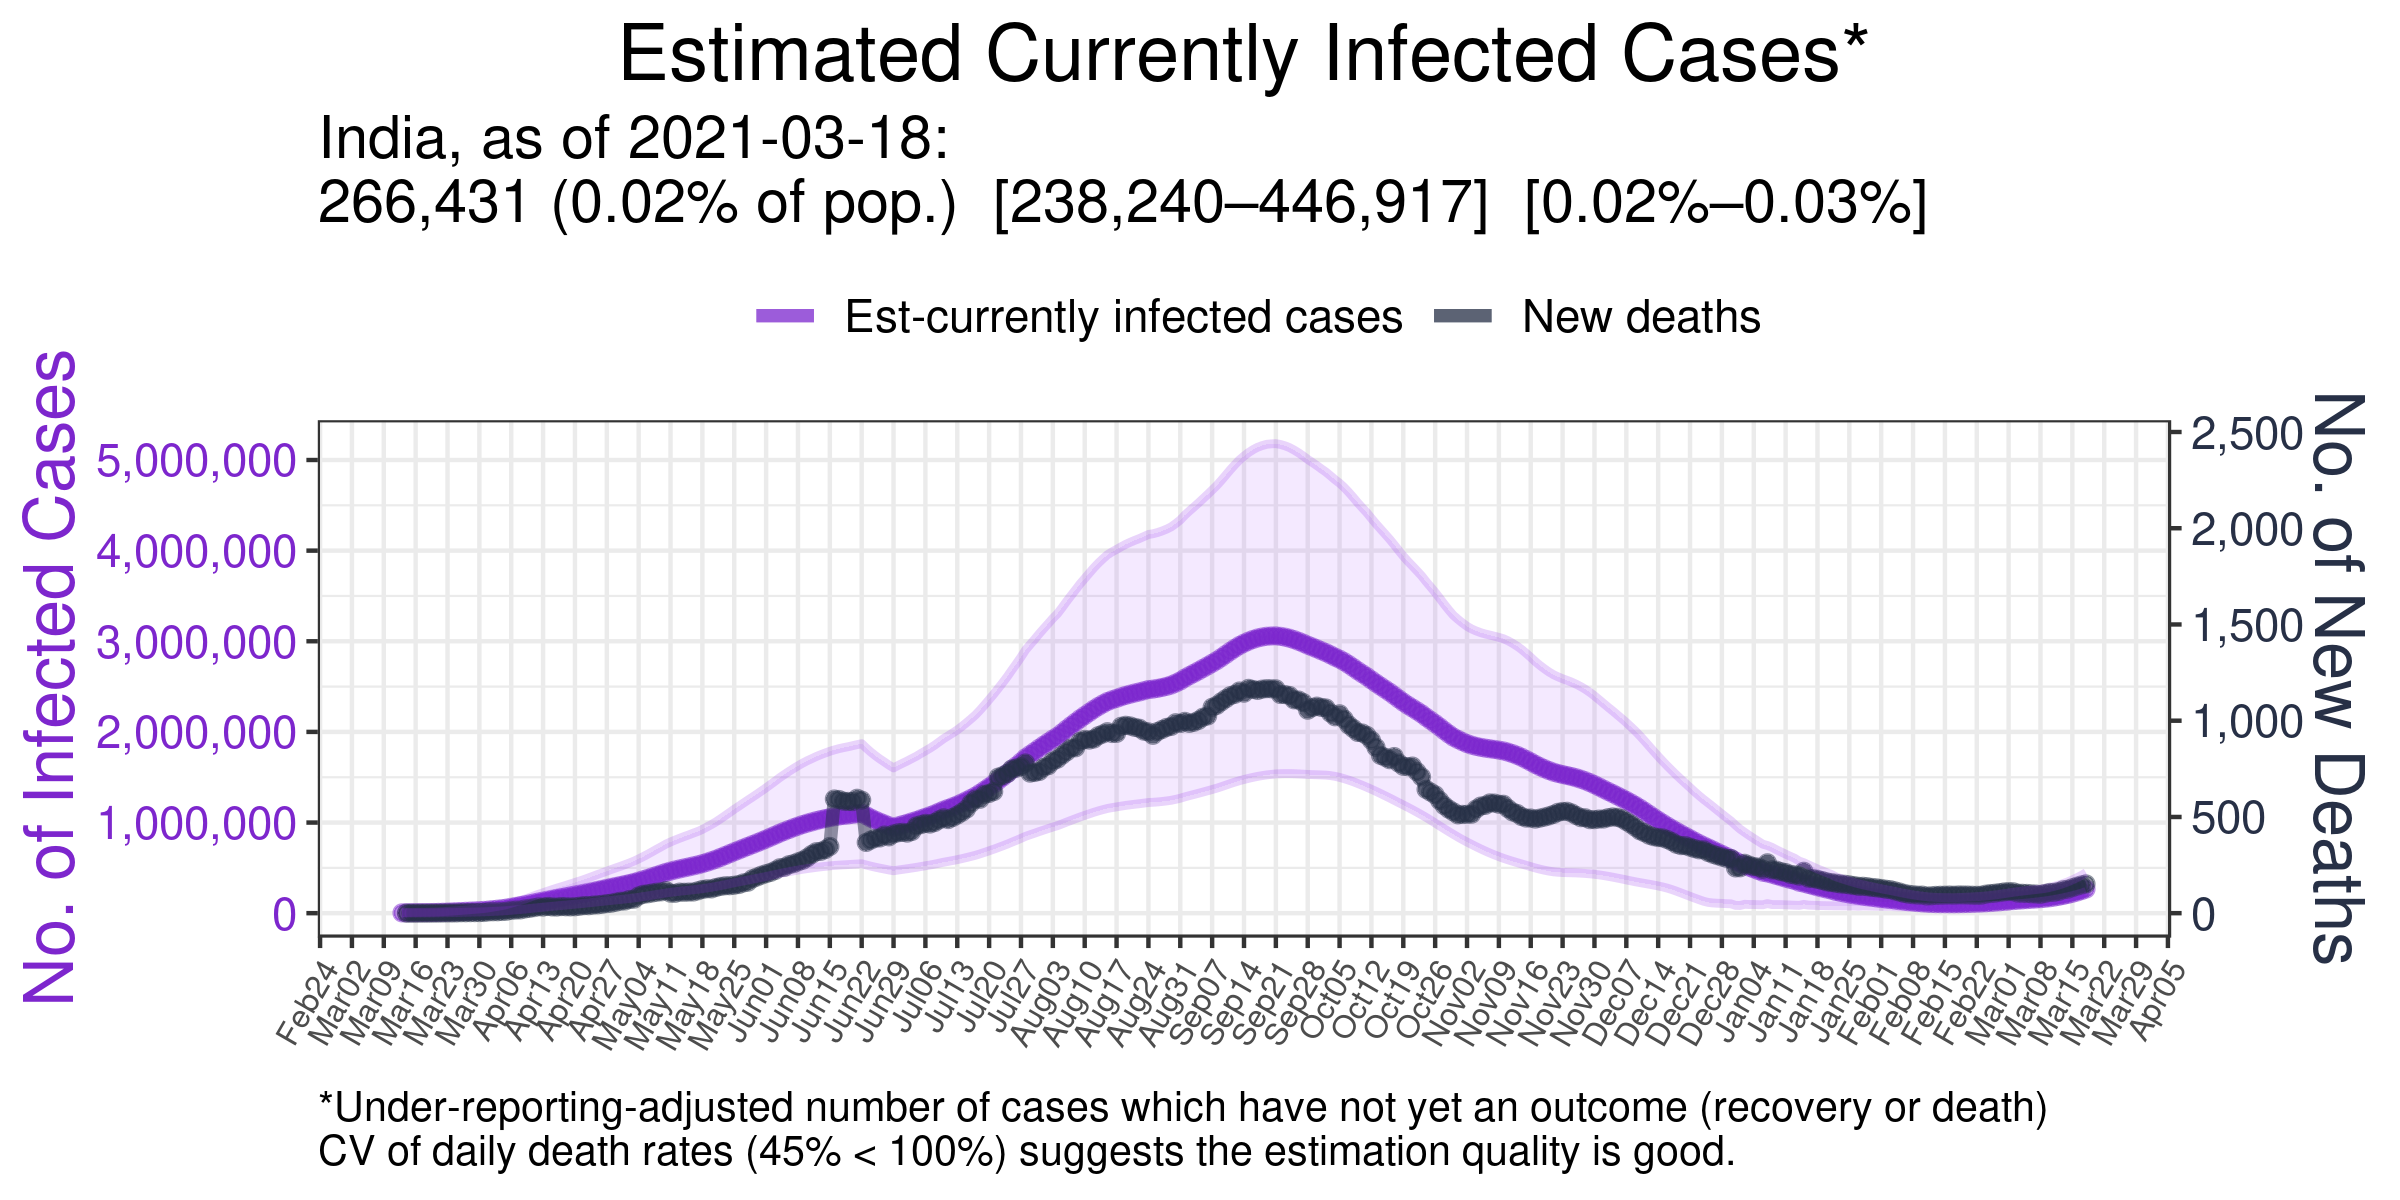 Estimated Currently Infected Cases*
India, as of 2021-03-18:
266,431 (0.02% of pop.) [238,240–446,917] [0.02%–0.03%]
Est-currently infected cases New deaths
No. of Infected Cases
5,000,000
4,000,000
3,000,000
2,000,000
1,000,000
0
2,500
2,000
1,500
1,000
500
0
No. of New Deaths
Feb24 Mar02 Mar09 Mar16 Mar23 Mar30 Apr06 Apr13 Apr20 Apr27 May04 May11 May18 May25 Jun01 Jun08 Jun15 Jun22 Jun29 Jul06 Jul13 Jul20 Jul27 Aug03 Aug10 Aug17 Aug24 Aug31 Sep07 Sep14 Sep21 Sep28 Oct05 Oct12 Oct19 Oct26 Nov02 Nov09 Nov16 Nov23 Nov30 Dec07 Dec14 Dec21 Dec28 Jan04 Jan11 Jan18 Jan25 Feb01 Feb08 Feb15 Feb22 Mar01 Mar08 Mar15 Mar22 Mar29 Apr05
*Under-reporting-adjusted number of cases which have not yet an outcome (recovery or death)
CV of daily death rates (45% < 100%) suggests the estimation quality is good.